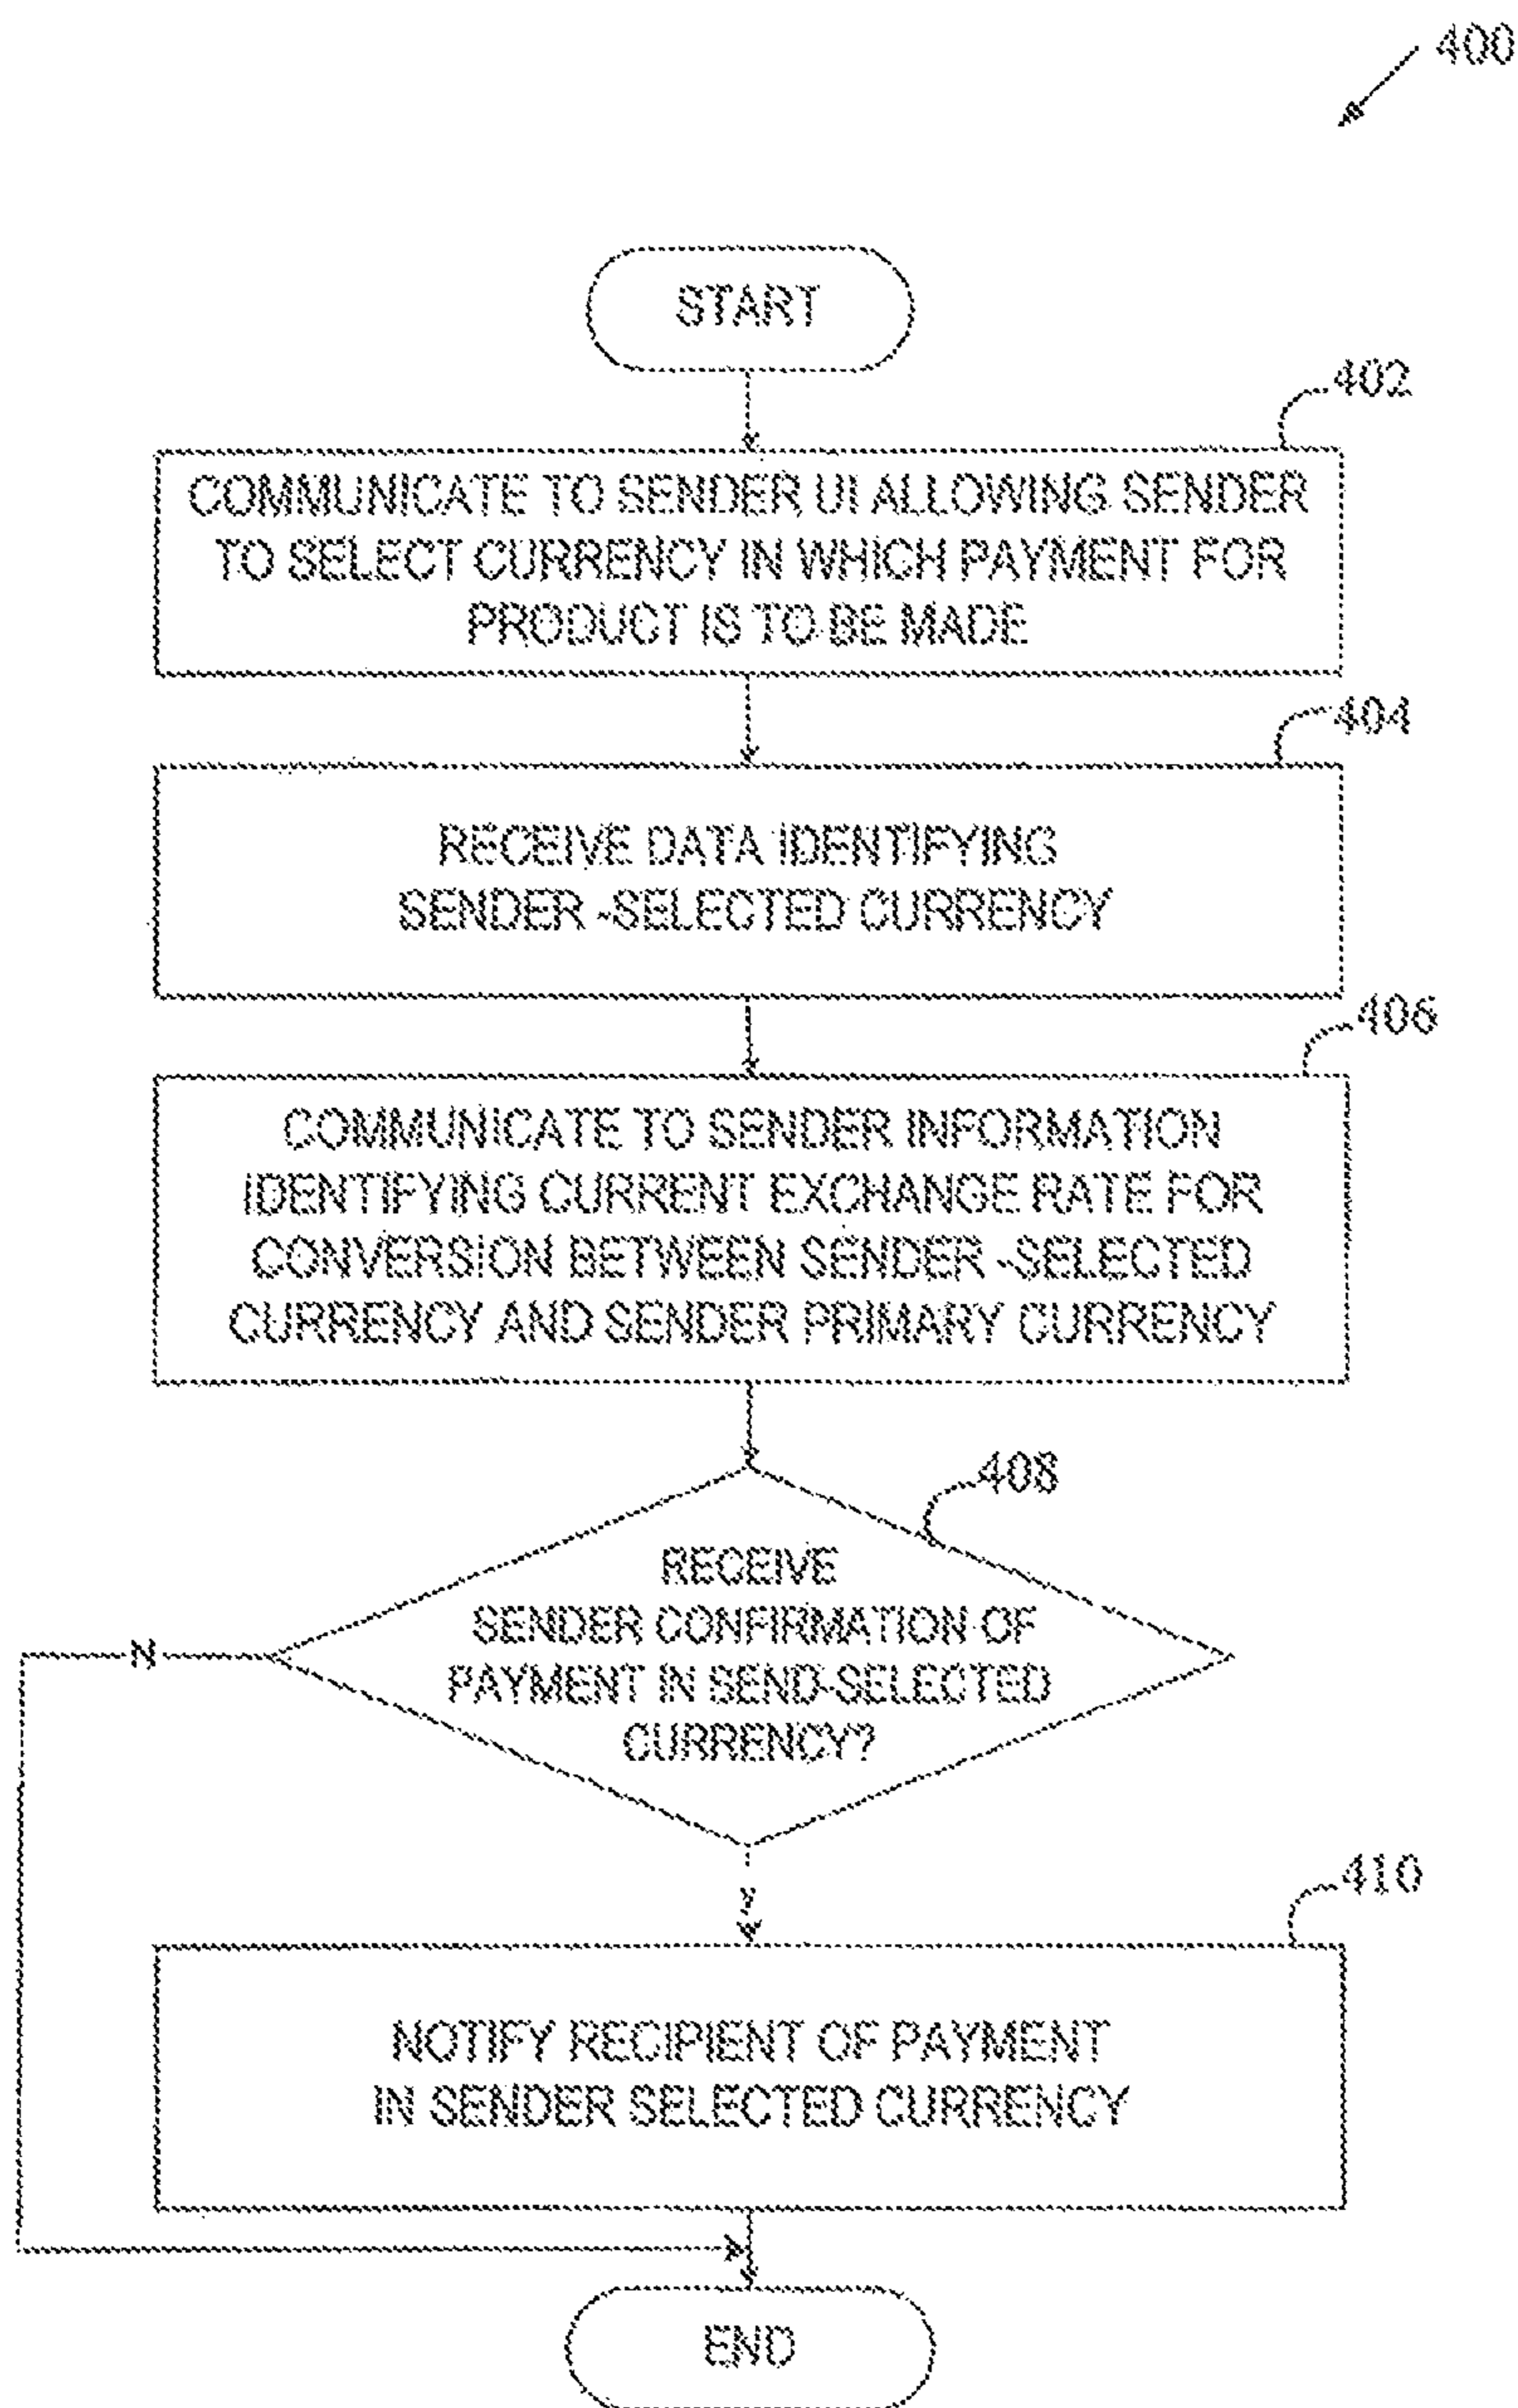 400
START
402
COMMUNICATE TO SENDER UI ALLOWING SENDER
TO SELECT CURRENCY IN WHICH PAYMENT FOR
PRODUCT IS TO BE MADE
404
RECEIVE DATA IDENTIFYING
SENDER -SELECTED CURRENCY
406
COMMUNICATE TO SENDER INFORMATION
IDENTIFYING CURRENT EXCHANGE RATE FOR
CONVERSION BETWEEN SENDER -SELECTED
CURRENCY AND SENDER PRIMARY CURRENCY
408
RECEIVE
SENDER CONFIRMATION OF
PAYMENT IN SEND-SELECTED
CURRENCY?
N
Y
410
NOTIFY RECIPIENT OF PAYMENT
IN SENDER SELECTED CURRENCY
END